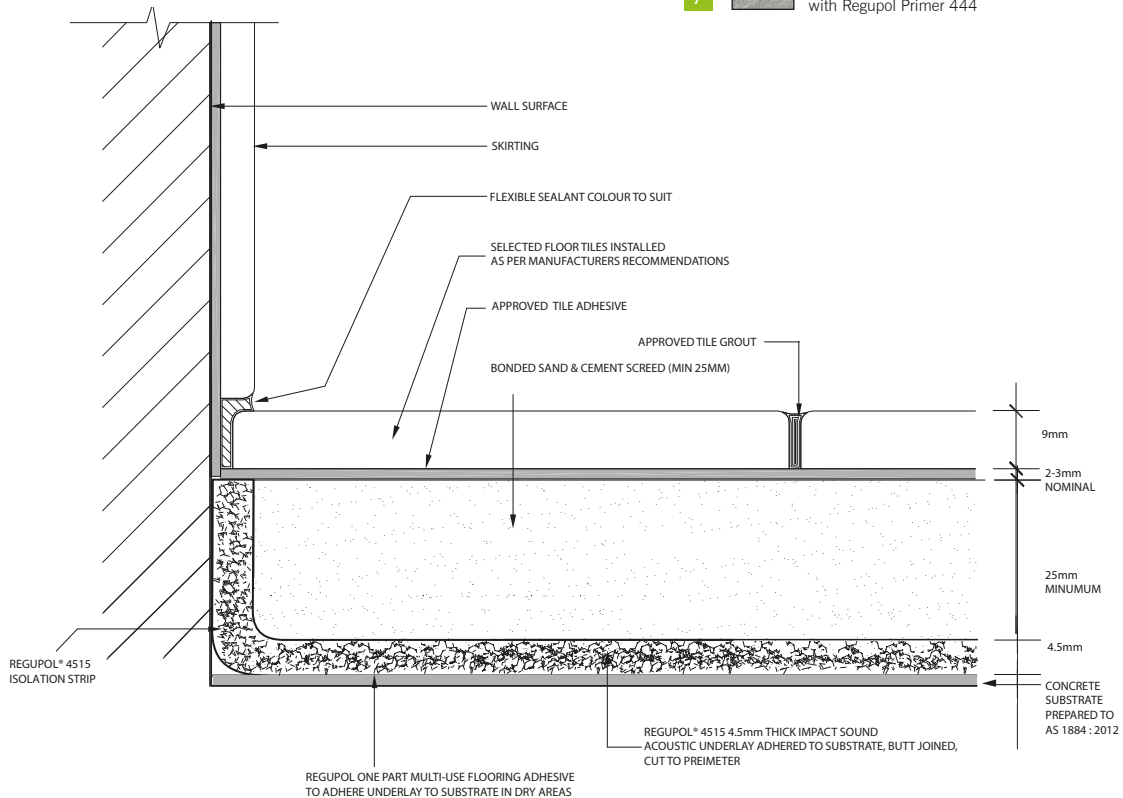 with Regupol Primer 444
WALL SURFACE
SKIRTING
FLEXIBLE SEALANT COLOUR TO SUIT
SELECTED FLOOR TILES INSTALLED
AS PER MANUFACTURERS RECOMMENDATIONS
APPROVED TILE ADHESIVE
APPROVED TILE GROUT
BONDED SAND & CEMENT SCREED (MIN 25MM)
9mm
2-3mm
NOMINAL
25mm
MINUMUM
4.5mm
REGUPOL® 4515
ISOLATION STRIP
CONCRETE
SUBSTRATE
PREPARED TO
AS 1884 : 2012
REGUPOL® 4515 4.5mm THICK IMPACT SOUND
ACOUSTIC UNDERLAY ADHERED TO SUBSTRATE, BUTT JOINED,
CUT TO PREIMETER
REGUPOL ONE PART MULTI-USE FLOORING ADHESIVE
TO ADHERE UNDERLAY TO SUBSTRATE IN DRY AREAS